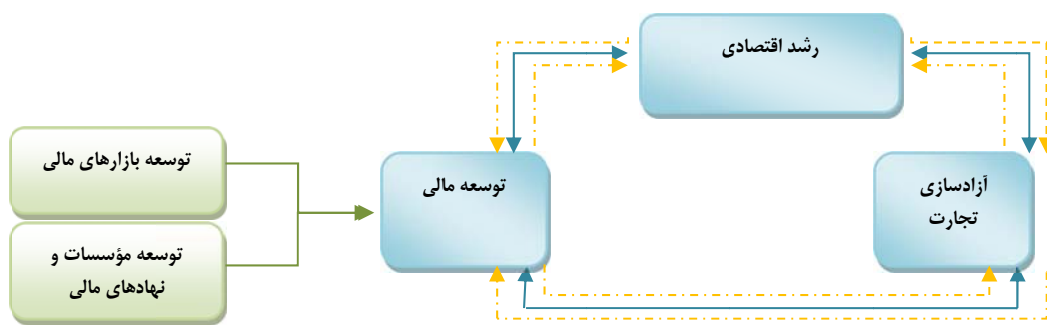 رشد اقتصادی
توسعه بازارهای مالی
توسعه مالی
آزادسازی
تجارت
توسعه مؤسسات و
نهادهای مالی